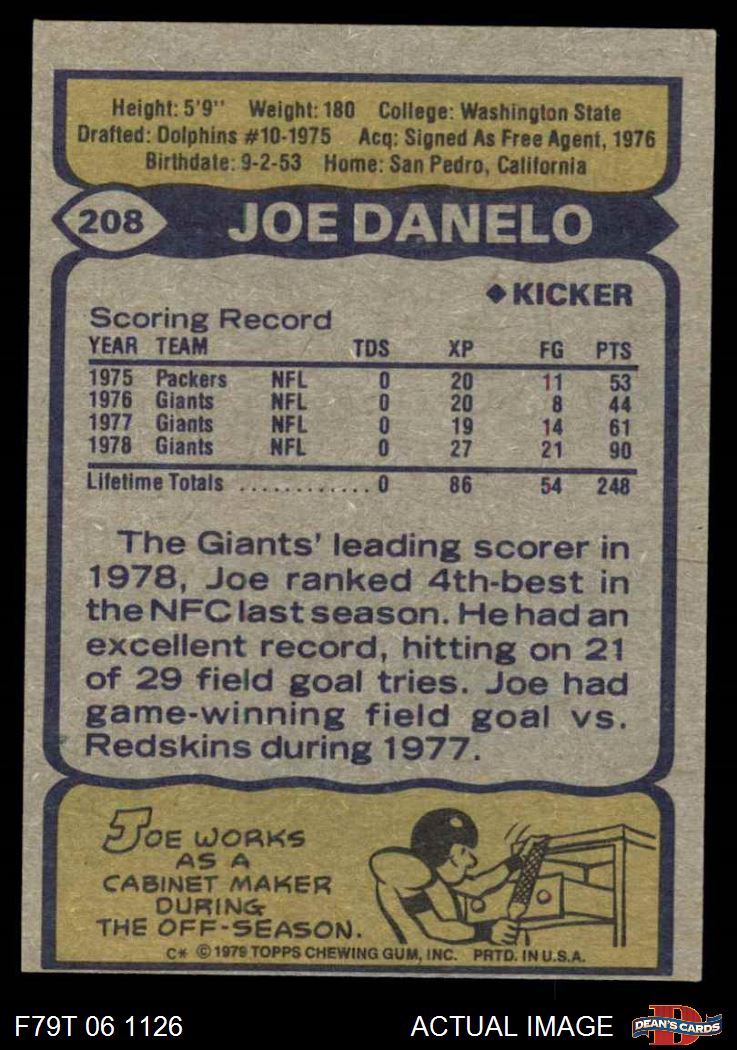 Height: 5'9" Weight: 180 College: Washington State
Drafted: Dolphins #10-1975 Acq: Signed As Free Agent, 1976
Birthdate: 9-2-53 Home: San Pedro, California
208 JOE DANELO
◆ KICKER
Scoring Record
YEAR TEAM TDS XP FG PTS
1975 Packers NFL 0 20 11 53
1976 Giants NFL 0 20 8 44
1977 Giants NFL 0 19 14 61
1978 Giants NFL 0 27 21 90
Lifetime Totals ............ 0 86 54 248
The Giants' leading scorer in
1978, Joe ranked 4th-best in
the NFC last season. He had an
excellent record, hitting on 21
of 29 field goal tries. Joe had
game-winning field goal vs.
Redskins during 1977.
JOE WORKS
AS A
CABINET MAKER
DURING
THE OFF-SEASON.
C* © 1979 TOPPS CHEWING GUM, INC. PRTD. IN U.S.A.
F79T 06 1126 ACTUAL IMAGE DEAN'S CARDS